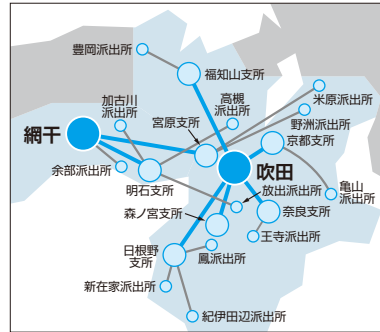 豊岡派出所
福知山支所
加古川
派出所
高槻
派出所
米原派出所
宮原支所
野洲派出所
網干
京都支所
吹田
余部派出所
明石支所
放出派出所
亀山
派出所
森ノ宮支所
奈良支所
日根野
支所
鳳派出所
王寺派出所
新在家派出所
紀伊田辺派出所